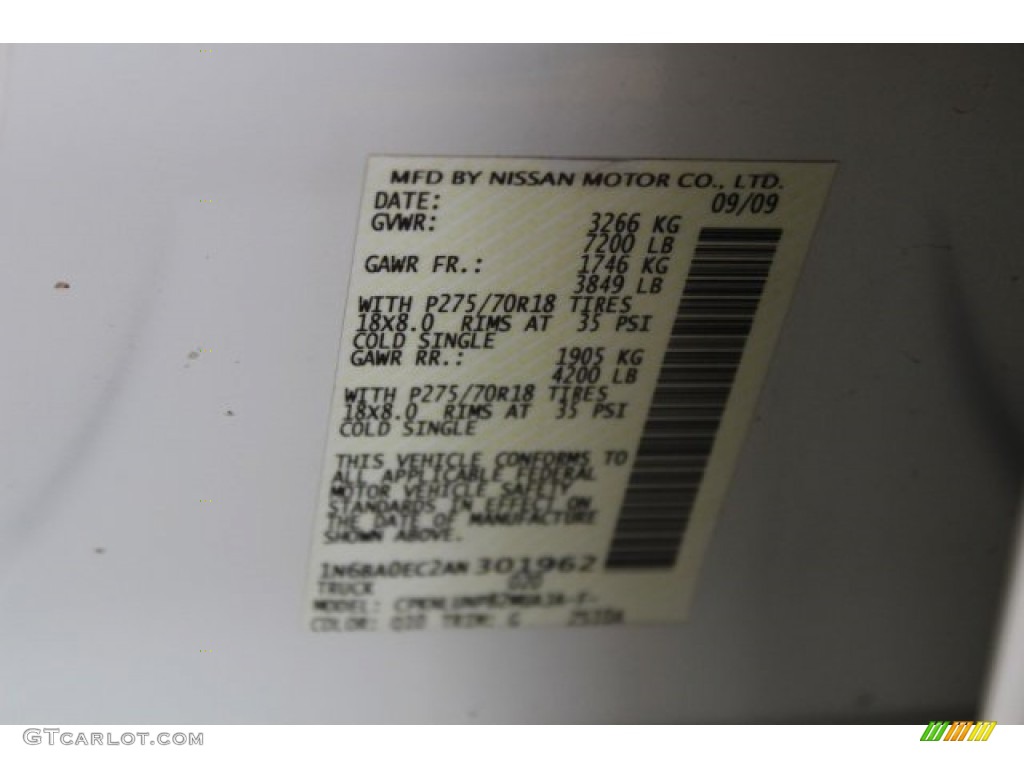 MFD BY NISSAN MOTOR CO., LTD.
DATE: 09/09
GVWR: 3266 KG
7200 LB
GAWR FR.: 1746 KG
3849 LB
WITH P275/70R18 TIRES
18X8.0 RIMS AT 35 PSI
COLD SINGLE
GAWR RR.: 1905 KG
4200 LB
WITH P275/70R18 TIRES
18X8.0 RIMS AT 35 PSI
COLD SINGLE
THIS VEHICLE CONFORMS TO
ALL APPLICABLE FEDERAL
MOTOR VEHICLE SAFETY
STANDARDS IN EFFECT ON
THE DATE OF MANUFACTURE
SHOWN ABOVE.
1N6BA0EC2AN 301962
TRUCK 020
MODEL:
COLOR: TRIM: G
GTcarlot.com